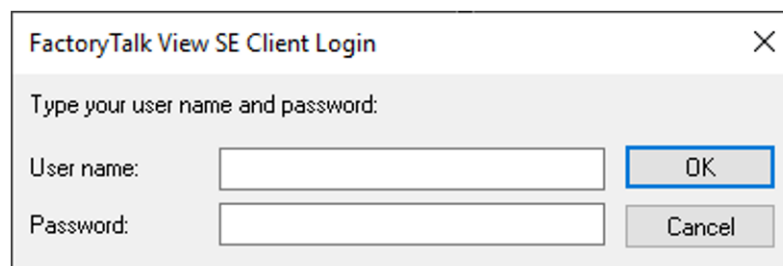 FactoryTalk View SE Client Login
Type your user name and password:
User name:
OK
Password:
Cancel